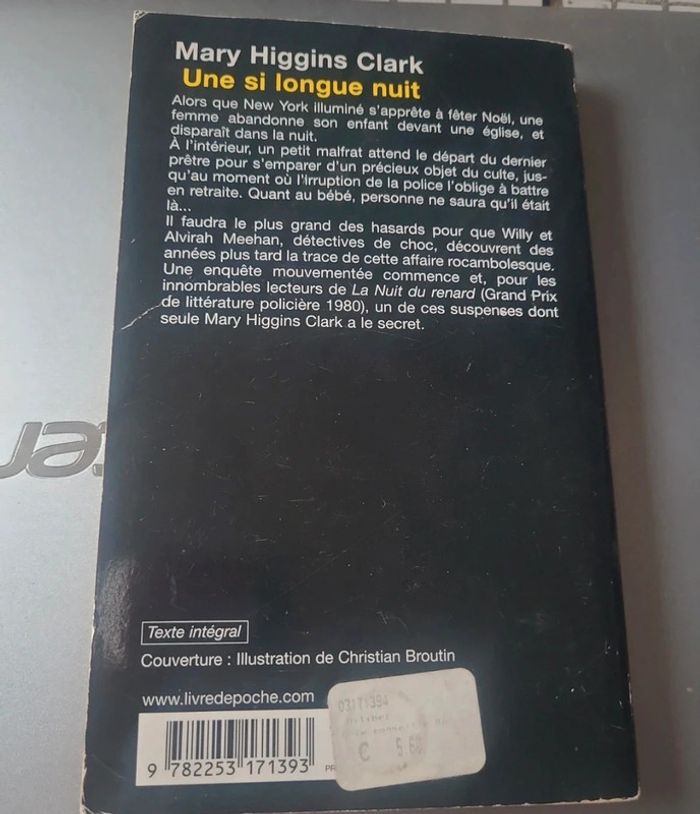 Mary Higgins Clark
Une si longue nuit
Alors que New York illuminé s'apprête à fêter Noël, une
femme abandonne son enfant devant une église, et
disparaît dans la nuit.
À l'intérieur, un petit malfrat attend le départ du dernier
prêtre pour s'emparer d'un précieux objet du culte, jus-
qu'au moment où l'irruption de la police l'oblige à battre
en retraite. Quant au bébé, personne ne saura qu'il était
là...
Il faudra le plus grand des hasards pour que Willy et
Alvirah Meehan, détectives de choc, découvrent des
années plus tard la trace de cette affaire rocambolesque.
Une enquête mouvementée commence et, pour les
innombrables lecteurs de La Nuit du renard (Grand Prix
de littérature policière 1980), un de ces suspenses dont
seule Mary Higgins Clark a le secret.
Texte intégral
Couverture : Illustration de Christian Broutin
www.livredepoche.com
03171394
€ 5.60
9 782253 171393